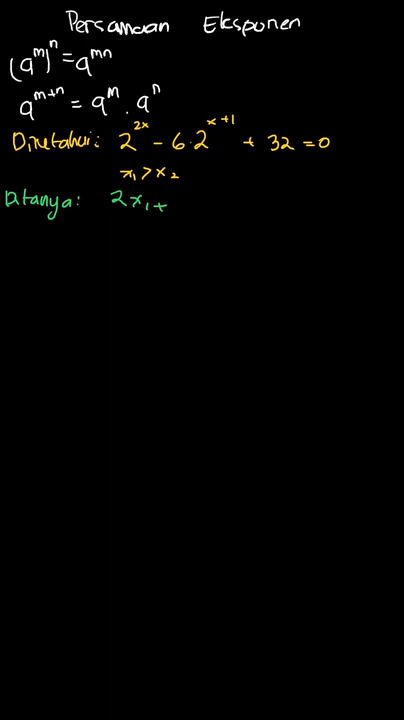 Persamaan Eksponen
(a^m)^n = a^mn
a^m+n = a^m . a^n
Diketahui: 2^2x - 6.2^x+1 + 32 = 0
x₁ > x₂
Ditanya: 2x₁ +